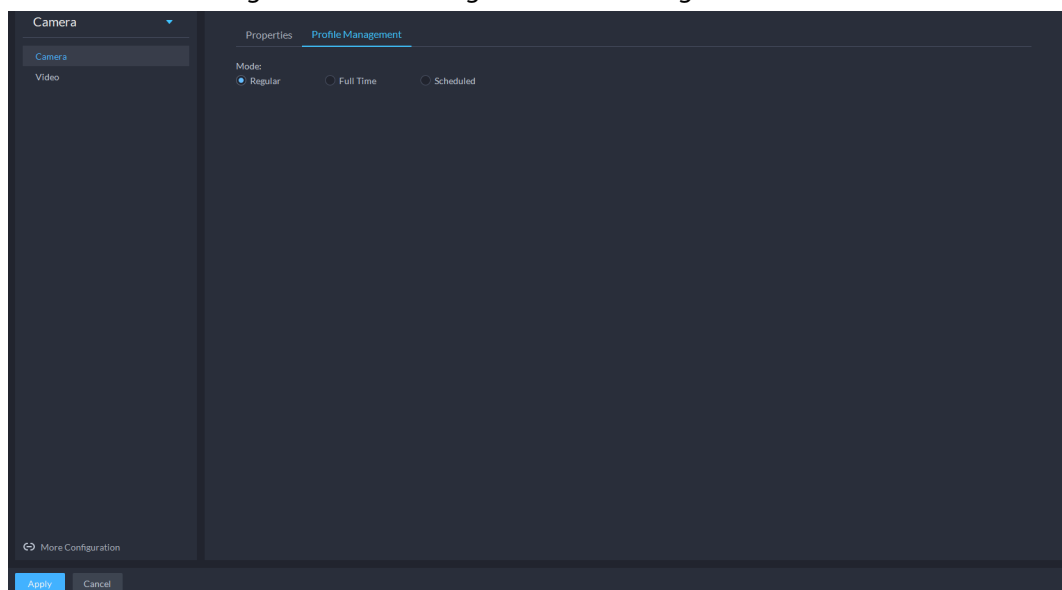 Camera
Properties Profile Management
Camera
Mode:
Video
Regular Full Time Scheduled
More Configuration
Apply Cancel